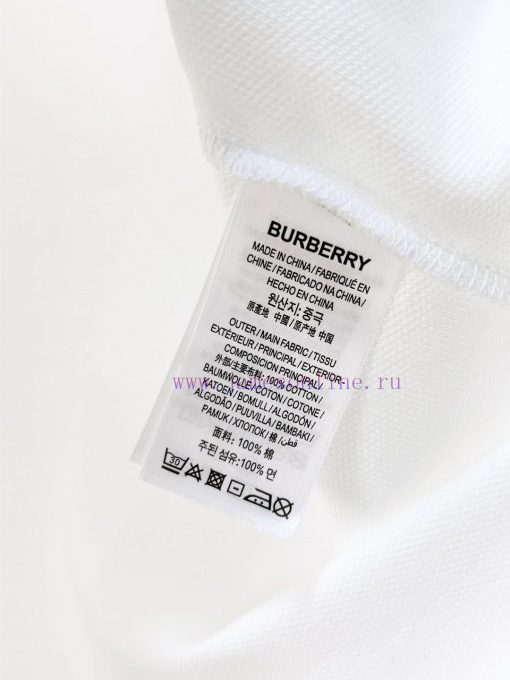 BURBERRY
MADE IN CHINA / FABRIQUÉ EN
CHINE / FABRICADO NA CHINA /
HECHO EN CHINA
원산지: 중국
原產地 中國 / 原产地 中国
OUTER / MAIN FABRIC / TISSU
EXTÉRIEUR / PRINCIPAL / EXTERIOR
COMPOSICIÓN PRINCIPAL
外部/主要布料: 100% COTTON /
BAUMWOLLE / COTON / COTONE /
KATOEN / BOMULL / ALGODÓN /
ALGODÃO / PUUVILLA / BAMBAKI /
PAMUK / ХЛОПОК / 棉 / قطن
面料: 100% 棉
주된 섬유: 100% 면
30